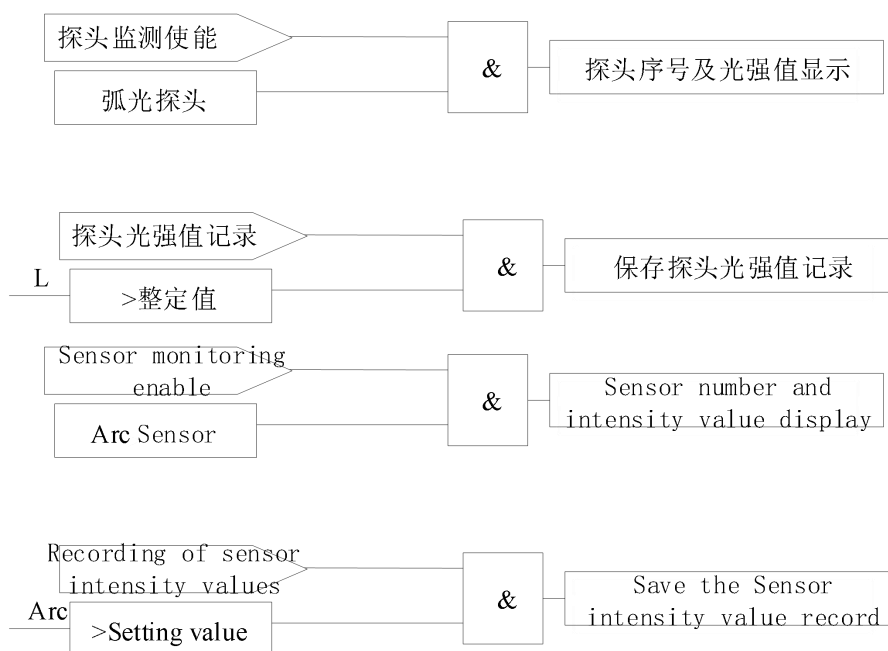 探头监测使能
弧光探头
&
探头序号及光强值显示
探头光强值记录
L
>整定值
&
保存探头光强值记录
Sensor monitoring
enable
Arc Sensor
&
Sensor number and
intensity value display
Recording of sensor
intensity values
Arc
>Setting value
&
Save the Sensor
intensity value record